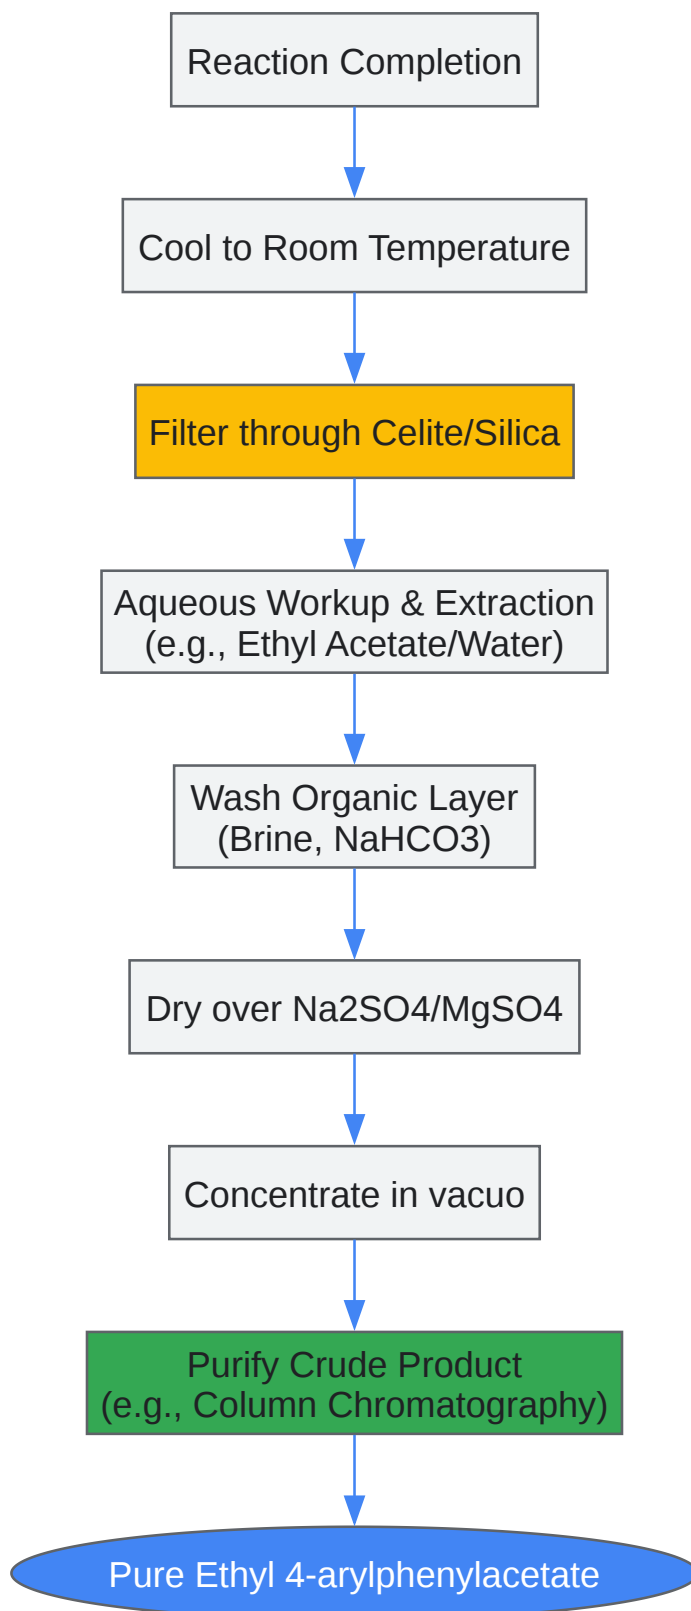 Reaction Completion
Cool to Room Temperature
Filter through Celite/Silica
Aqueous Workup & Extraction
(e.g., Ethyl Acetate/Water)
Wash Organic Layer
(Brine, NaHCO3)
Dry over Na2SO4/MgSO4
Concentrate in vacuo
Purify Crude Product
(e.g., Column Chromatography)
Pure Ethyl 4-arylphenylacetate